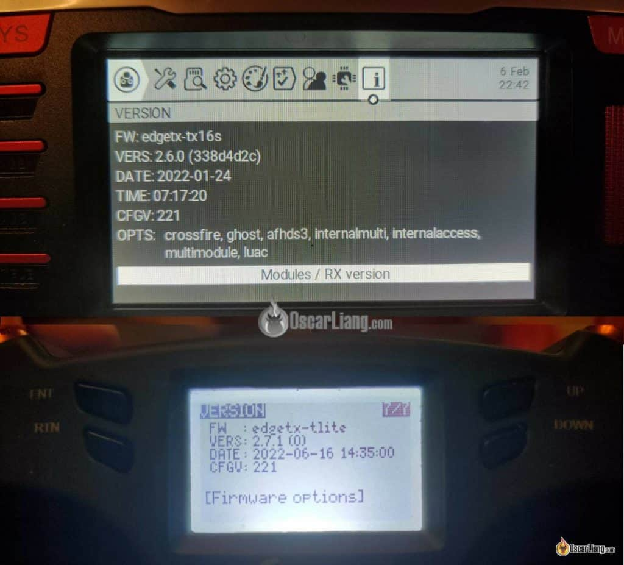 YS
M
6 Feb
22:42
VERSION
FW: edgetx-tx16s
VERS: 2.6.0 (338d4d2c)
DATE: 2022-01-24
TIME: 07:17:20
CFGV: 221
OPTS: crossfire, ghost, afhds3, internalmulti, internalaccess,
multimodule, luac
Modules / RX version
OscarLiang.com
ENT
RTN
UP
DOWN
VERSION 7/7
FW : edgetx-tlite
VERS: 2.7.1 (0)
DATE: 2022-06-16 14:35:00
CFGV: 221
[Firmware options]
OscarLiang.com